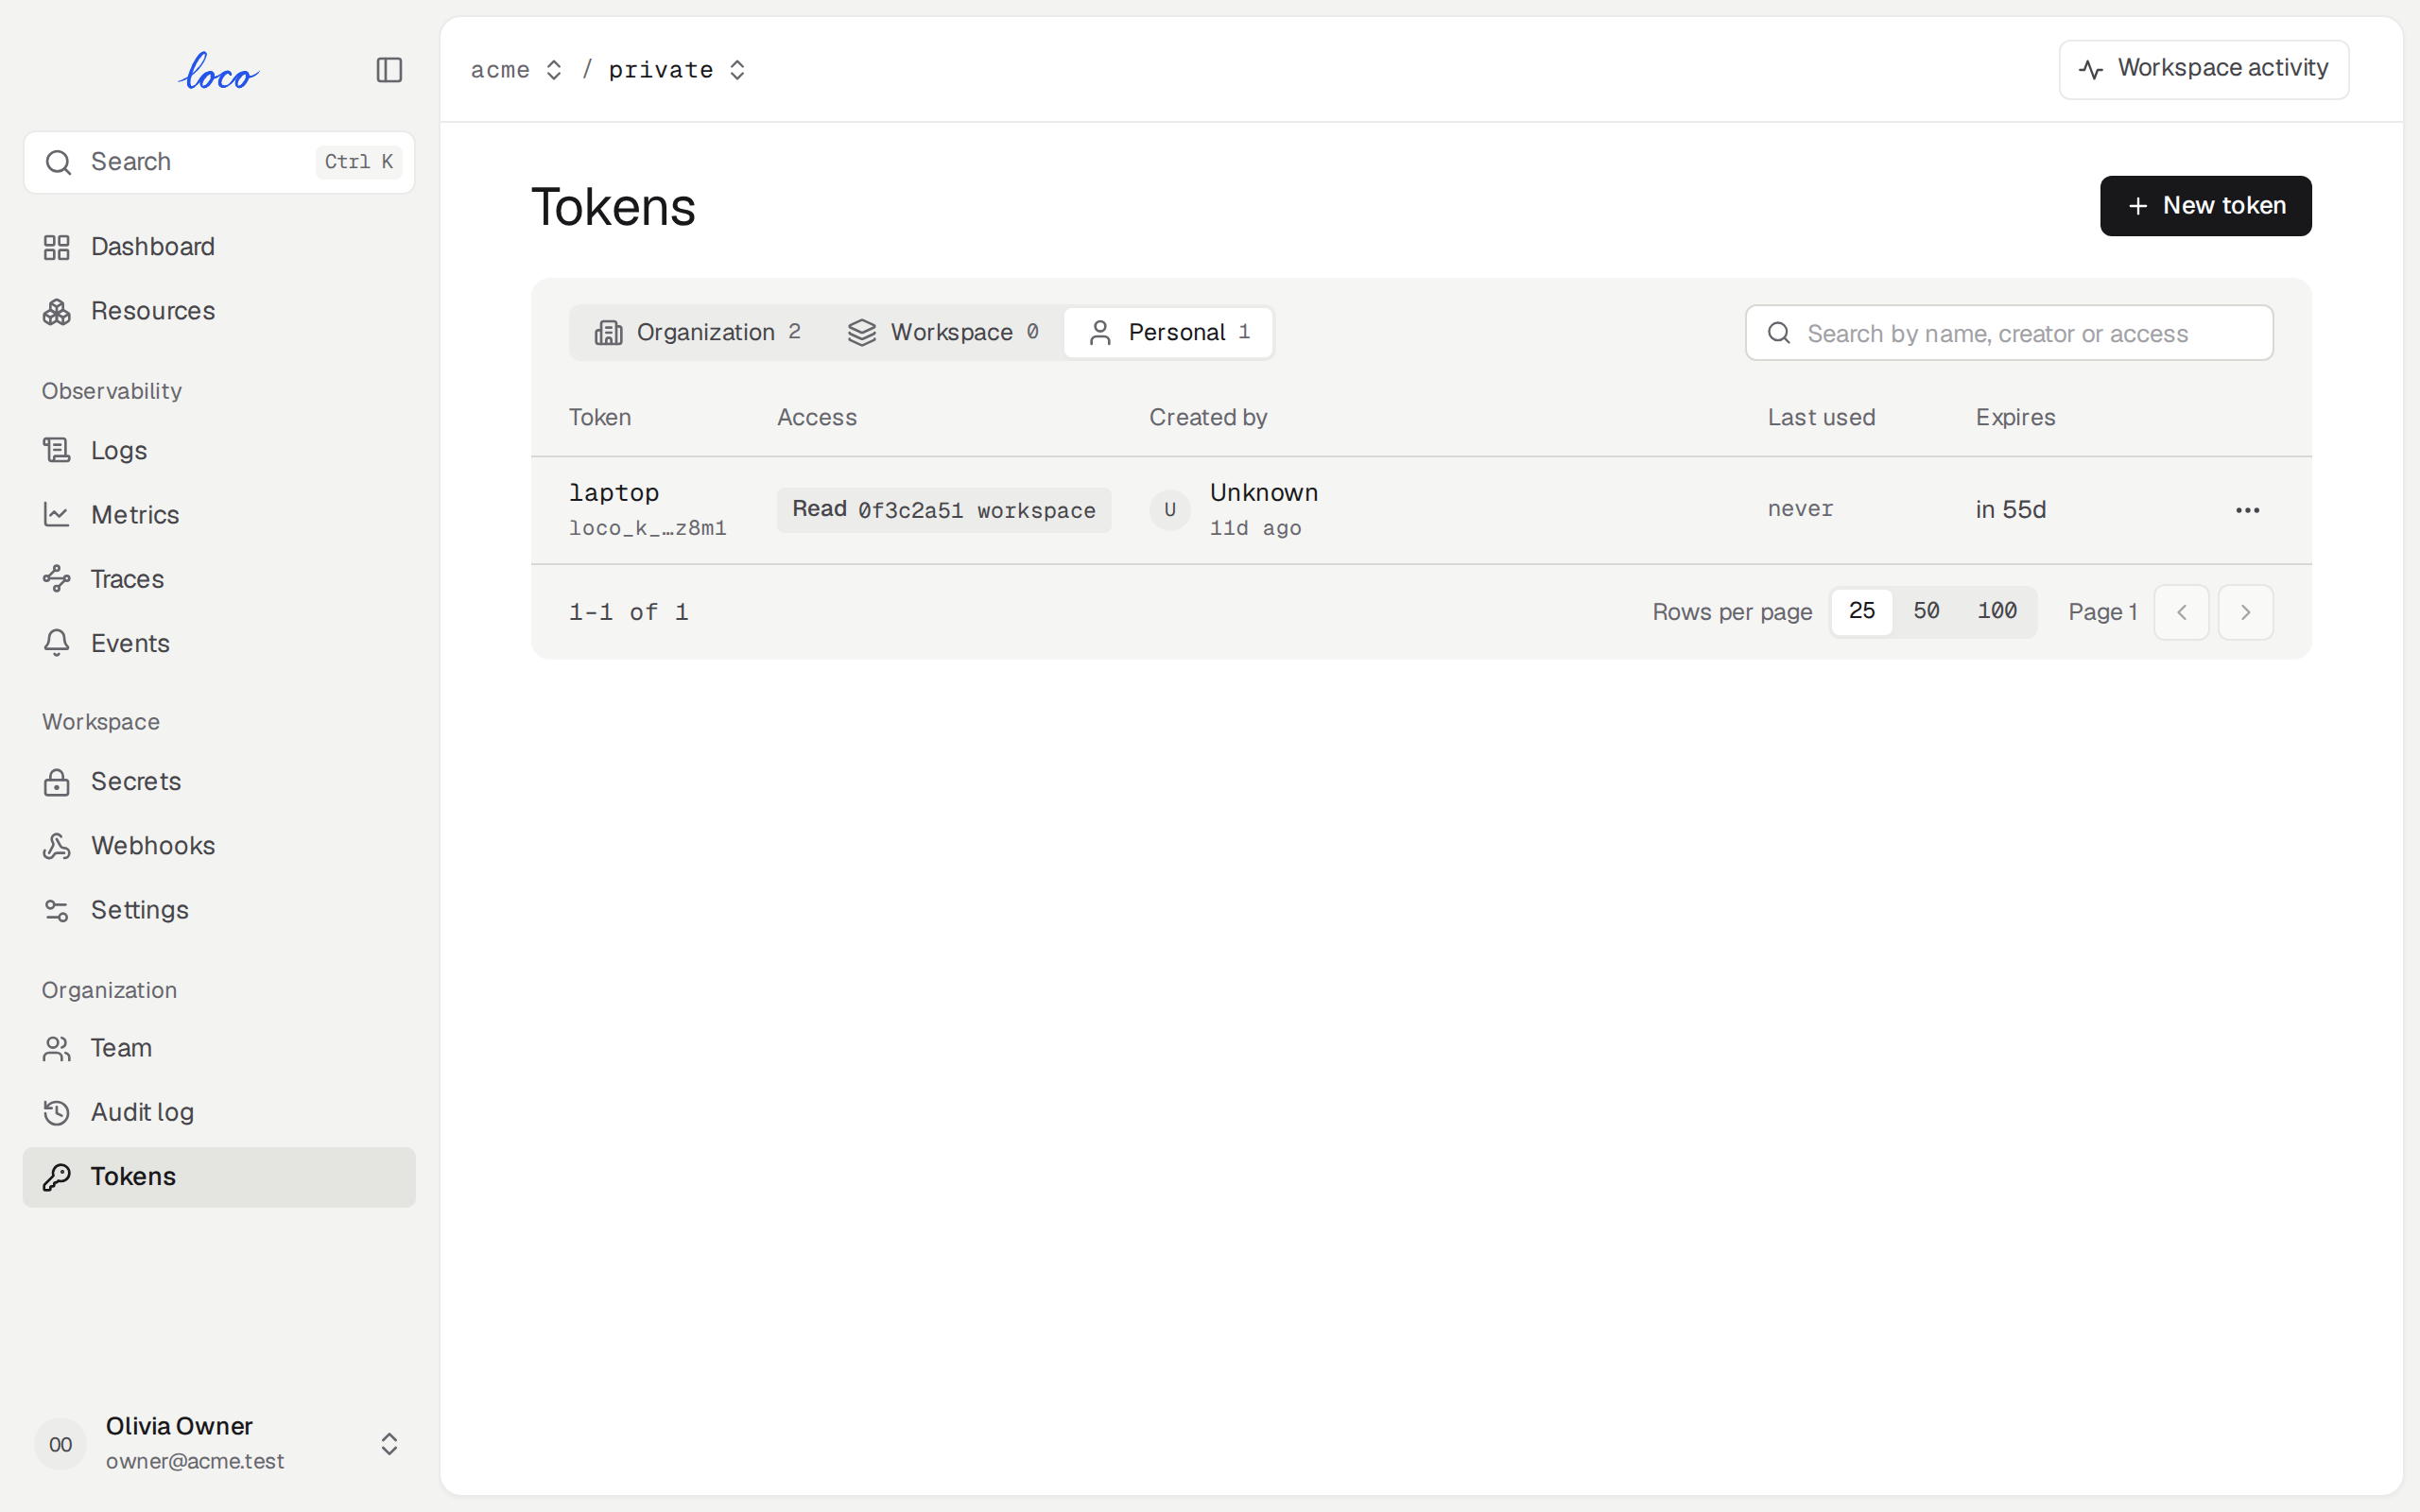 loco
Search Ctrl K
Dashboard
Resources
Observability
Logs
Metrics
Traces
Events
Workspace
Secrets
Webhooks
Settings
Organization
Team
Audit log
Tokens
OO Olivia Owner
owner@acme.test
acme / private
Workspace activity
Tokens
New token
Organization 2 Workspace 0 Personal 1
Search by name, creator or access
Token Access Created by Last used Expires
laptop
loco_k_…z8m1
Read 0f3c2a51 workspace
U Unknown
11d ago
never
in 55d
1–1 of 1
Rows per page 25 50 100 Page 1